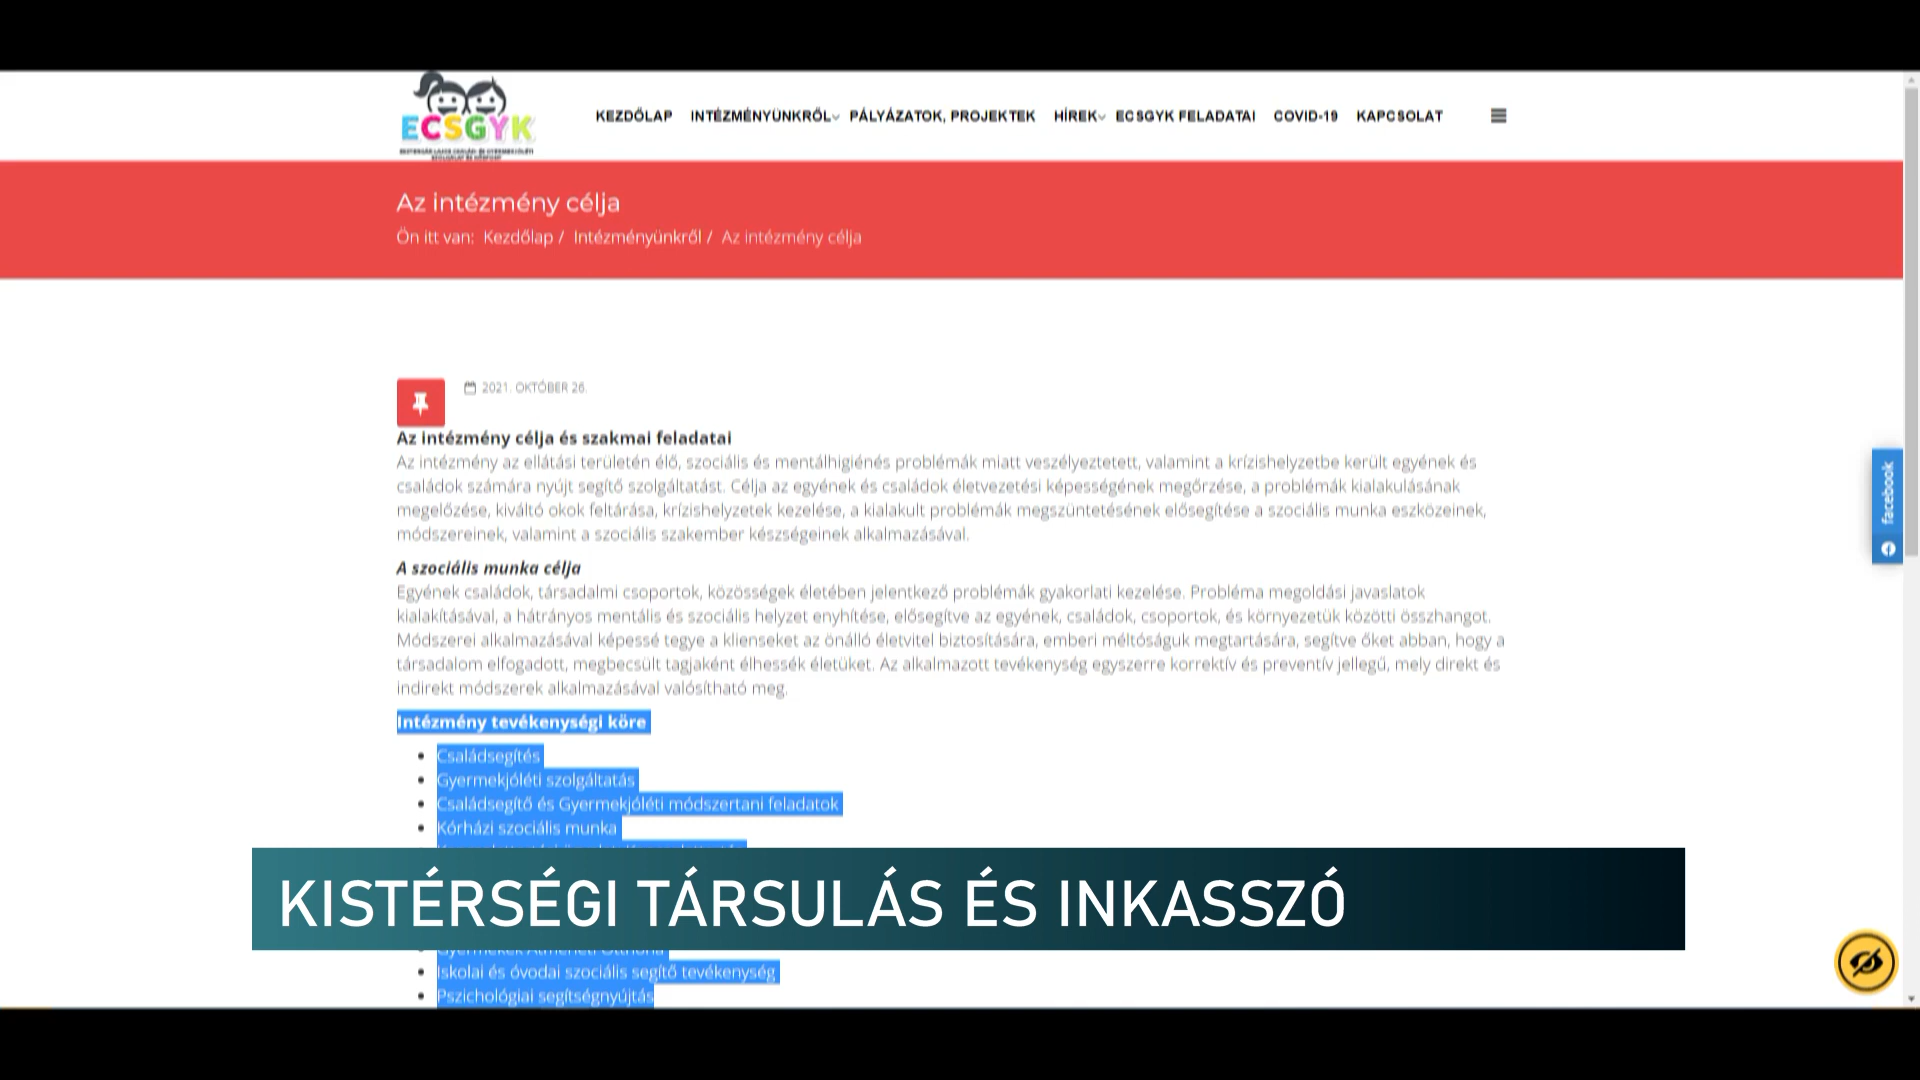 ECSGYK
KEZDŐLAP INTÉZMÉNYÜNKRŐL PÁLYÁZATOK, PROJEKTEK HÍREK ECSGYK FELADATAI COVID-19 KAPCSOLAT
Az intézmény célja
Ön itt van: Kezdőlap / Intézményünkről / Az intézmény célja
2021. OKTÓBER 26.
Az intézmény célja és szakmai feladatai
Az intézmény az ellátási területén élő, szociális és mentálhigiénés problémák miatt veszélyeztetett, valamint a krízishelyzetbe került egyének és
családok számára nyújt segítő szolgáltatást. Célja az egyének és családok életvezetési képességének megőrzése, a problémák kialakulásának
megelőzése, kiváltó okok feltárása, krízishelyzetek kezelése, a kialakult problémák megszüntetésének elősegítése a szociális munka eszközeinek,
módszereinek, valamint a szociális szakember készségeinek alkalmazásával.
A szociális munka célja
Egyének családok, társadalmi csoportok, közösségek életében jelentkező problémák gyakorlati kezelése. Probléma megoldási javaslatok
kialakításával, a hátrányos mentális és szociális helyzet enyhítése, elősegítve az egyének, családok, csoportok, és környezetük közötti összhangot.
Módszerei alkalmazásával képessé tegye a klienseket az önálló életvitel biztosítására, emberi méltóságuk megtartására, segítve őket abban, hogy a
társadalom elfogadott, megbecsült tagjaként élhessék életüket. Az alkalmazott tevékenység egyszerre korrektív és preventív jellegű, mely direkt és
indirekt módszerek alkalmazásával valósítható meg.
Intézmény tevékenységi köre
Családsegítés
Gyermekjóléti szolgáltatás
Családsegítő és Gyermekjóléti módszertani feladatok
Kórházi szociális munka
KISTÉRSÉGI TÁRSULÁS ÉS INKASSZÓ
Gyermekek Átmeneti Otthona
Iskolai és óvodai szociális segítő tevékenység
Pszichológiai segítségnyújtás
facebook